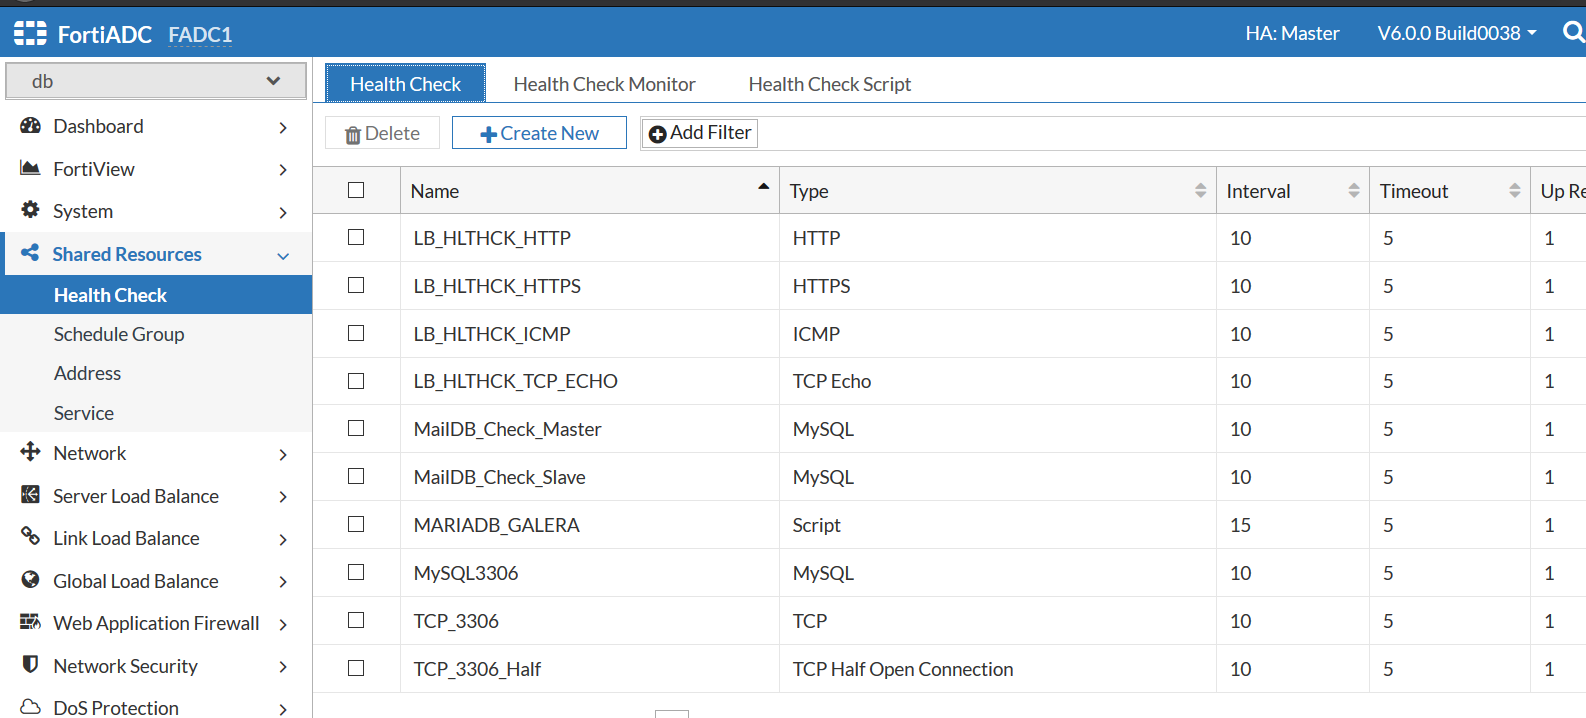 FortiADC FADC1 HA: Master V6.0.0 Build0038
db
Dashboard
FortiView
System
Shared Resources
Health Check
Schedule Group
Address
Service
Network
Server Load Balance
Link Load Balance
Global Load Balance
Web Application Firewall
Network Security
DoS Protection
Health Check Health Check Monitor Health Check Script
Delete Create New Add Filter
Name Type Interval Timeout Up Re
LB_HLTHCK_HTTP HTTP 10 5 1
LB_HLTHCK_HTTPS HTTPS 10 5 1
LB_HLTHCK_ICMP ICMP 10 5 1
LB_HLTHCK_TCP_ECHO TCP Echo 10 5 1
MailDB_Check_Master MySQL 10 5 1
MailDB_Check_Slave MySQL 10 5 1
MARIADB_GALERA Script 15 5 1
MySQL3306 MySQL 10 5 1
TCP_3306 TCP 10 5 1
TCP_3306_Half TCP Half Open Connection 10 5 1